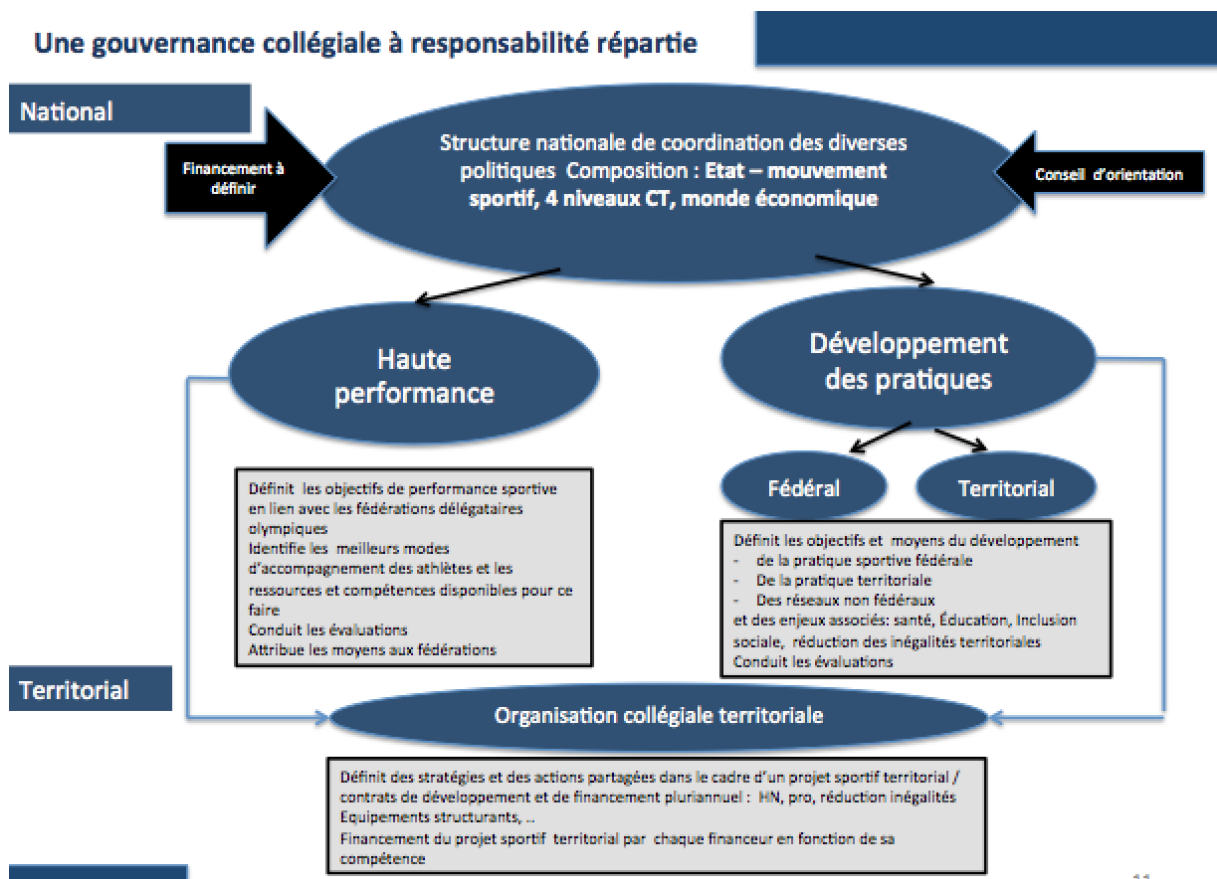 Une gouvernance collégiale à responsabilité répartie
National
Financement à
définir
Structure nationale de coordination des diverses
politiques Composition : Etat – mouvement
sportif, 4 niveaux CT, monde économique
Conseil d'orientation
Haute
performance
Développement
des pratiques
Fédéral
Territorial
Définit les objectifs de performance sportive
en lien avec les fédérations délégataires
olympiques
Identifie les meilleurs modes
d'accompagnement des athlètes et les
ressources et compétences disponibles pour ce
faire
Conduit les évaluations
Attribue les moyens aux fédérations
Définit les objectifs et moyens du développement
- de la pratique sportive fédérale
- De la pratique territoriale
- Des réseaux non fédéraux
et des enjeux associés: santé, Éducation, Inclusion
sociale, réduction des inégalités territoriales
Conduit les évaluations
Territorial
Organisation collégiale territoriale
Définit des stratégies et des actions partagées dans le cadre d'un projet sportif territorial /
contrats de développement et de financement pluriannuel : HN, pro, réduction inégalités
Equipements structurants, ..
Financement du projet sportif territorial par chaque financeur en fonction de sa
compétence